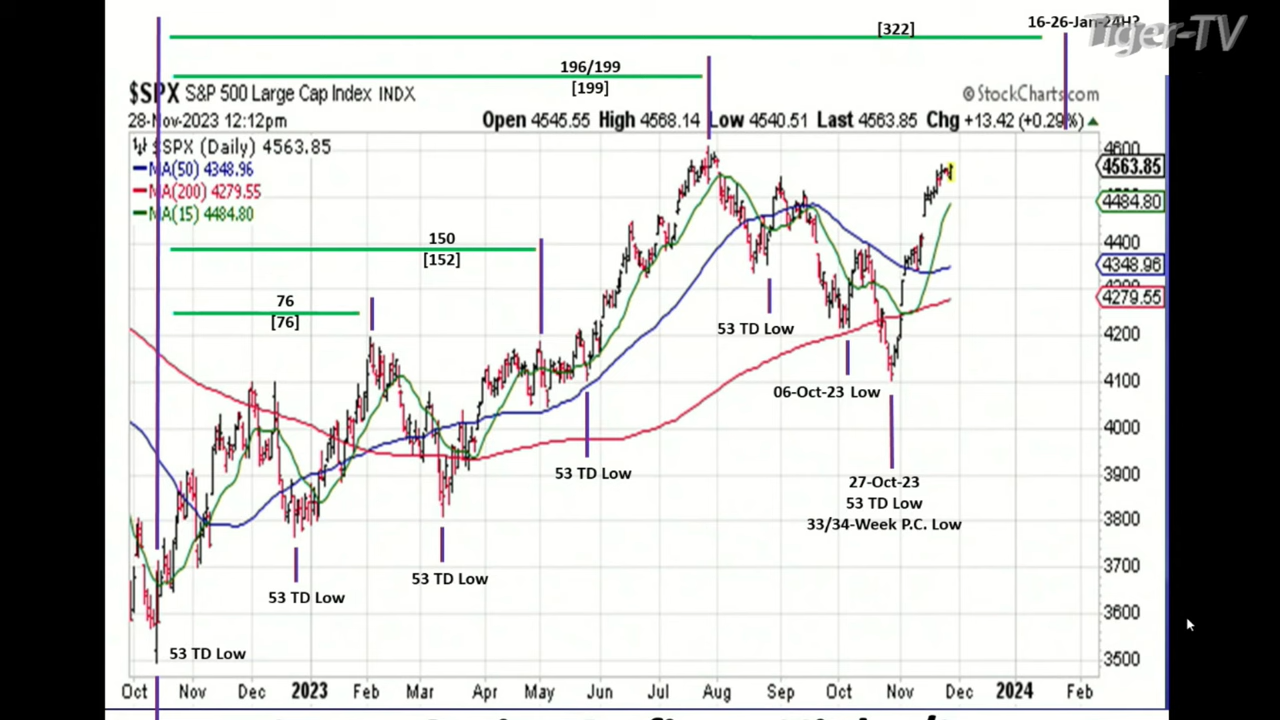 [322]
16-26-Jan-24H?
Tiger-TV
196/199
[199]
$SPX S&P 500 Large Cap Index INDX
© StockCharts.com
28-Nov-2023 12:12pm
Open 4545.55 High 4568.14 Low 4540.51 Last 4563.85 Chg +13.42 (+0.29%)
$SPX (Daily) 4563.85
MA(50) 4348.96
MA(200) 4279.55
MA(15) 4484.80
4600
4563.85
4484.80
4400
4348.96
4300
4279.55
4200
4100
4000
3900
3800
3700
3600
3500
150
[152]
76
[76]
53 TD Low
06-Oct-23 Low
53 TD Low
27-Oct-23
53 TD Low
33/34-Week P.C. Low
53 TD Low
53 TD Low
53 TD Low
Oct Nov Dec 2023 Feb Mar Apr May Jun Jul Aug Sep Oct Nov Dec 2024 Feb